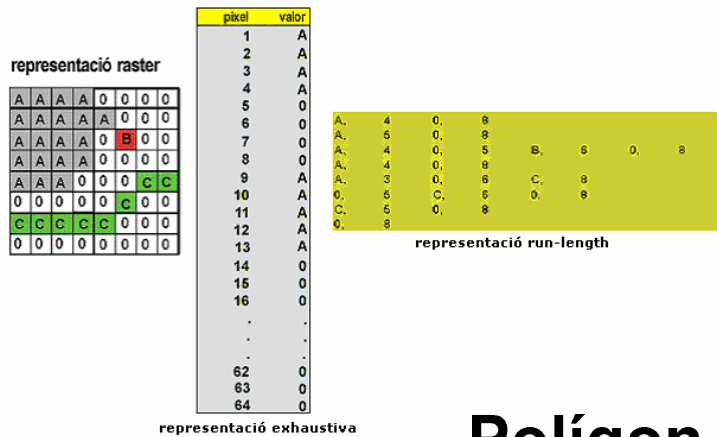 representació raster
A A A A 0 0 0 0
A A A A A 0 0 0
A A A A 0 B 0 0
A A A A 0 0 0 0
A A A 0 0 0 C C
0 0 0 0 0 C 0 0
C C C C C 0 0 0
0 0 0 0 0 0 0 0
pixel valor
1 A
2 A
3 A
4 A
5 0
6 0
7 0
8 0
9 A
10 A
11 A
12 A
13 A
14 0
15 0
16 0
. .
. .
. .
62 0
63 0
64 0
representació exhaustiva
A, 4 0, 8
A, 5 0, 8
A, 4 0, 5 B, 6 0, 8
A, 4 0, 8
A, 3 0, 6 C, 8
0, 5 C, 6 0, 8
C, 5 0, 8
0, 8
representació run-length
Polígon